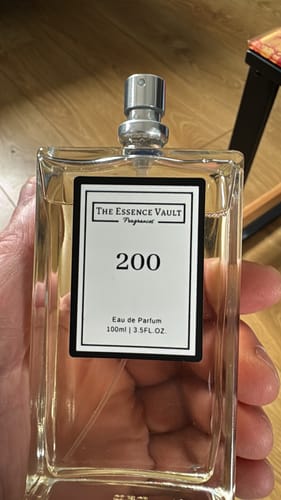 THE ESSENCE VAULT
Fragrances
200
Eau de Parfum
100ml | 3.5FL.OZ.